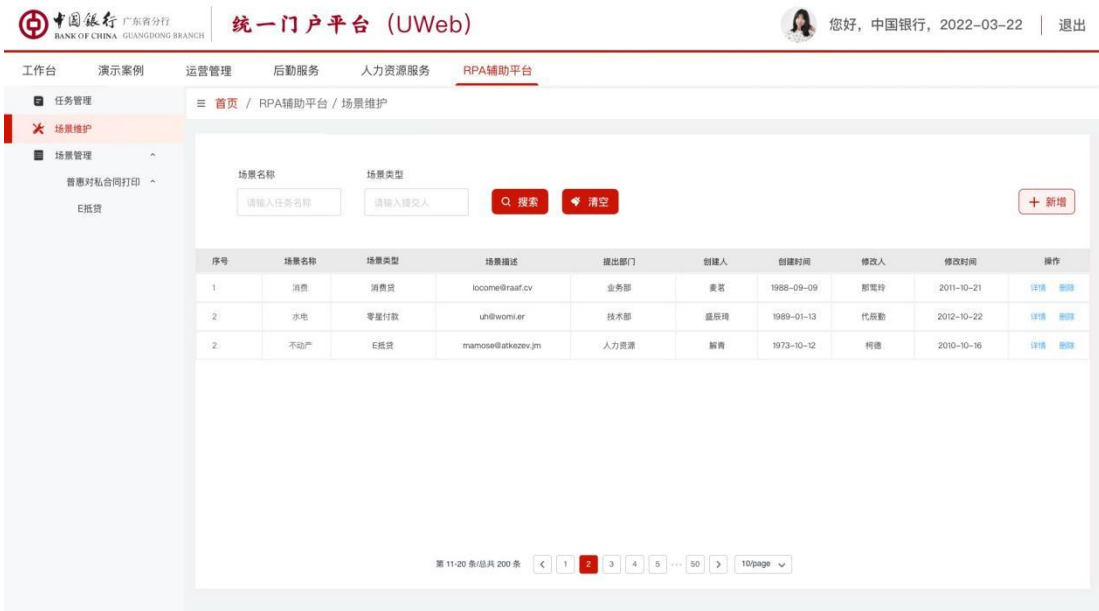 中国银行 广东省分行 统一门户平台（UWeb） 您好，中国银行，2022-03-22 退出
BANK OF CHINA GUANGDONG BRANCH
工作台 演示案例 运营管理 后勤服务 人力资源服务 RPA辅助平台
任务管理
场景维护
场景管理
普惠对私合同打印
E抵贷
首页 / RPA辅助平台 / 场景维护
场景名称 场景类型
请输入任务名称 请输入提交人 搜索 清空 新增
序号 场景名称 场景类型 场景描述 提出部门 创建人 创建时间 修改人 修改时间 操作
1 消费 消费贷 locome@raaf.cv 业务部 麦茗 1988-09-09 那莺玲 2011-10-21 详情 删除
2 水电 零星付款 uh@womi.er 技术部 盛辰琦 1989-01-13 代辰勤 2012-10-22 详情 删除
2 不动产 E抵贷 mamose@atkezev.jm 人力资源 解青 1973-10-12 柯德 2010-10-16 详情 删除
第 11-20 条/总共 200 条 1 2 3 4 5 ··· 50 10/page